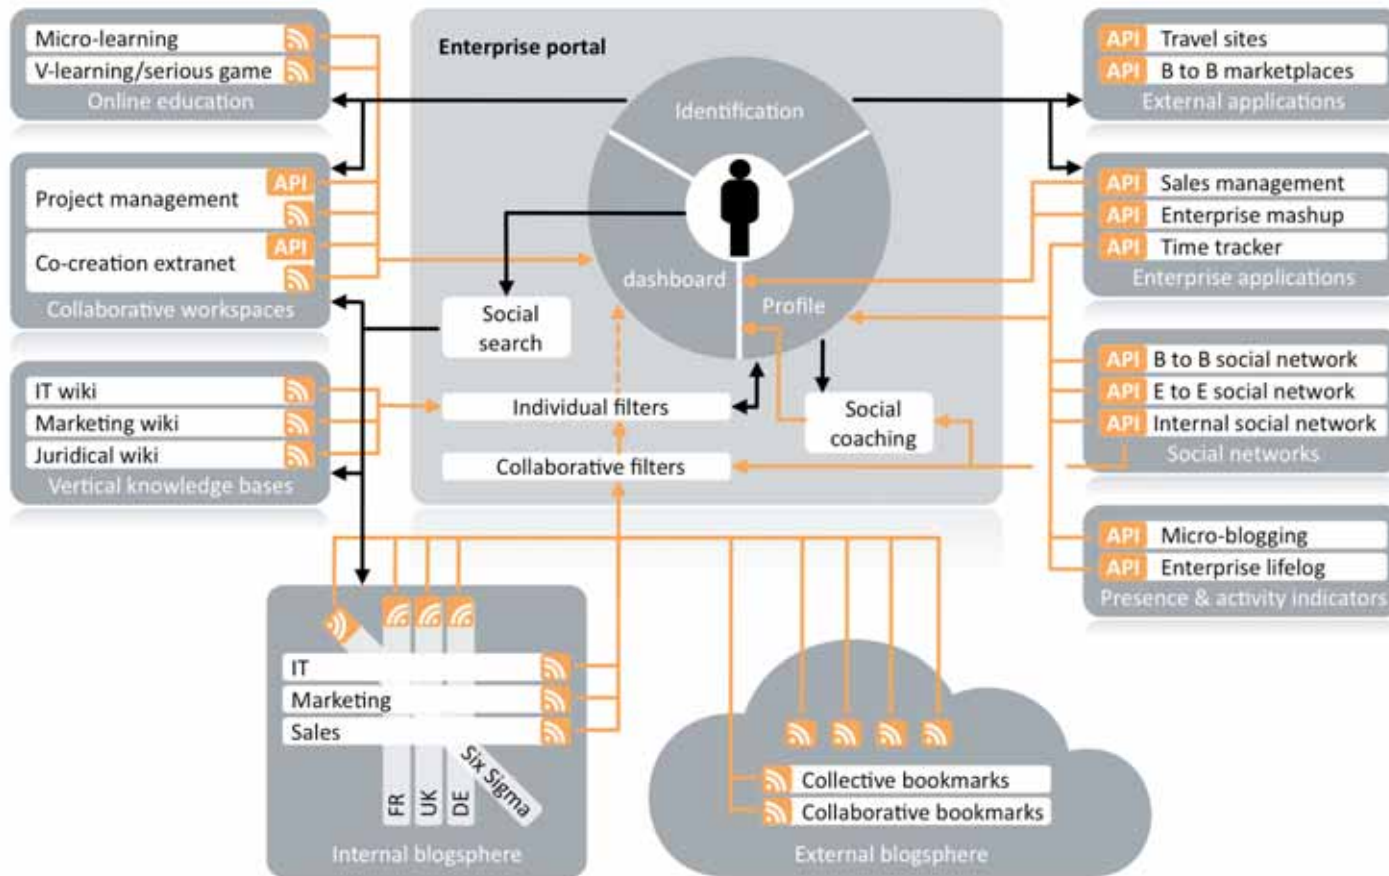 Micro-learning
V-learning/serious game
Online education
Project management
API
Co-creation extranet
API
Collaborative workspaces
IT wiki
Marketing wiki
Juridical wiki
Vertical knowledge bases
Enterprise portal
Identification
dashboard
Profile
Social
search
Individual filters
Collaborative filters
Social
coaching
API Travel sites
API B to B marketplaces
External applications
API Sales management
API Enterprise mashup
API Time tracker
Enterprise applications
API B to B social network
API E to E social network
API Internal social network
Social networks
API Micro-blogging
API Enterprise lifelog
Presence & activity indicators
IT
Marketing
Sales
FR
UK
DE
Six Sigma
Internal blogsphere
Collective bookmarks
Collaborative bookmarks
External blogsphere